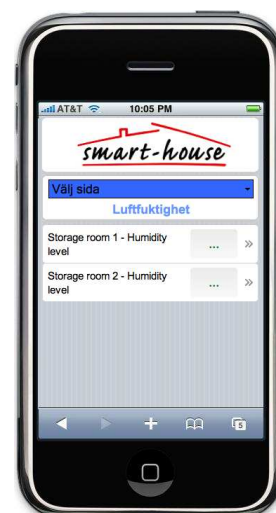 AT&T 10:05 PM
smart-house
Välj sida
Luftfuktighet
Storage room 1 - Humidity
level
...
»
Storage room 2 - Humidity
level
...
»
5